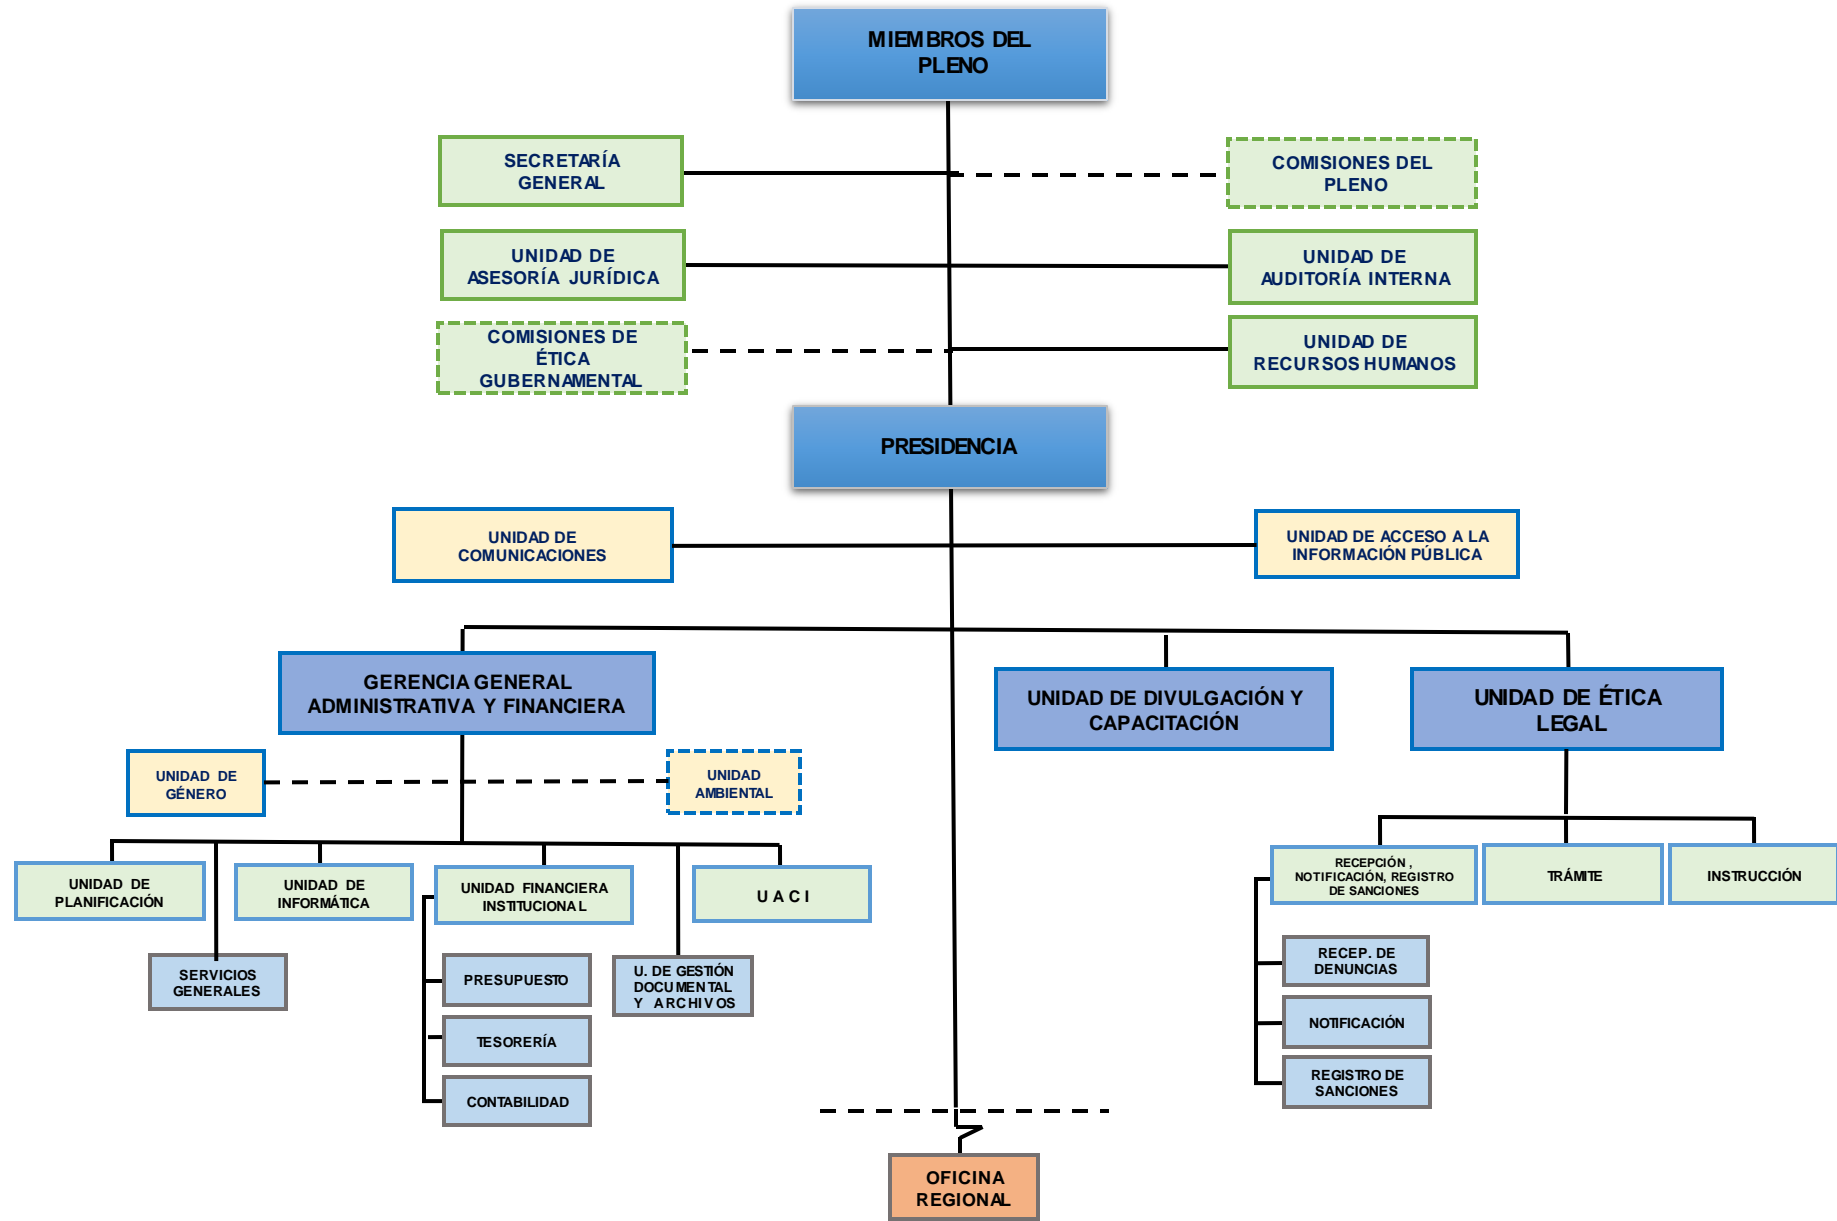 MIEMBROS DEL
PLENO
SECRETARÍA
GENERAL
COMISIONES DEL
PLENO
UNIDAD DE
ASESORÍA JURÍDICA
UNIDAD DE
AUDITORÍA INTERNA
COMISIONES DE
ÉTICA
GUBERNAMENTAL
UNIDAD DE
RECURSOS HUMANOS
PRESIDENCIA
UNIDAD DE
COMUNICACIONES
UNIDAD DE ACCESO A LA
INFORMACIÓN PÚBLICA
GERENCIA GENERAL
ADMINISTRATIVA Y FINANCIERA
UNIDAD DE DIVULGACIÓN Y
CAPACITACIÓN
UNIDAD DE ÉTICA
LEGAL
UNIDAD DE
GÉNERO
UNIDAD
AMBIENTAL
UNIDAD DE
PLANIFICACIÓN
UNIDAD DE
INFORMÁTICA
UNIDAD FINANCIERA
INSTITUCIONAL
U A C I
RECEPCIÓN ,
NOTIFICACIÓN, REGISTRO
DE SANCIONES
TRÁMITE
INSTRUCCIÓN
SERVICIOS
GENERALES
PRESUPUESTO
TESORERÍA
CONTABILIDAD
U. DE GESTIÓN
DOCUMENTAL
Y ARCHIVOS
RECEP. DE
DENUNCIAS
NOTIFICACIÓN
REGISTRO DE
SANCIONES
OFICINA
REGIONAL